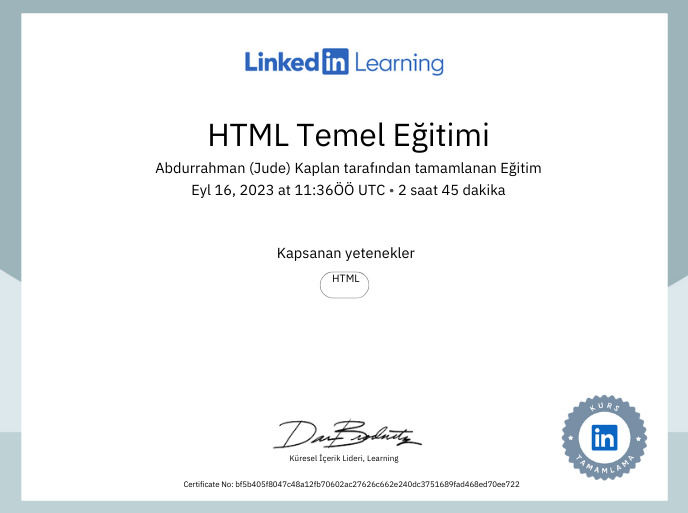 Linked in Learning
HTML Temel Eğitimi
Abdurrahman (Jude) Kaplan tarafından tamamlanan Eğitim
Eyl 16, 2023 at 11:36ÖÖ UTC • 2 saat 45 dakika
Kapsanan yetenekler
HTML
Küresel İçerik Lideri, Learning
KURS
in
TAMAMLAMA
Certificate No: bf5b405f8047c48a12fb70602ac27626c662e240dc3751689fad468ed70ee722